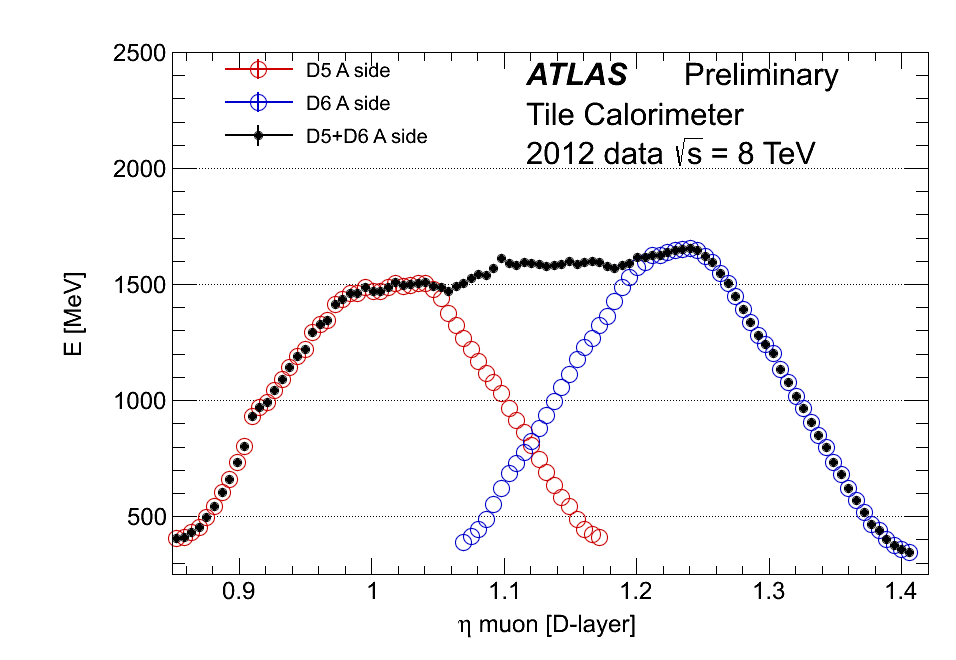 2500
2000
1500
1000
500
E [MeV]
D5 A side
D6 A side
D5+D6 A side
ATLAS Preliminary
Tile Calorimeter
2012 data √s = 8 TeV
0.9 1 1.1 1.2 1.3 1.4
η muon [D-layer]